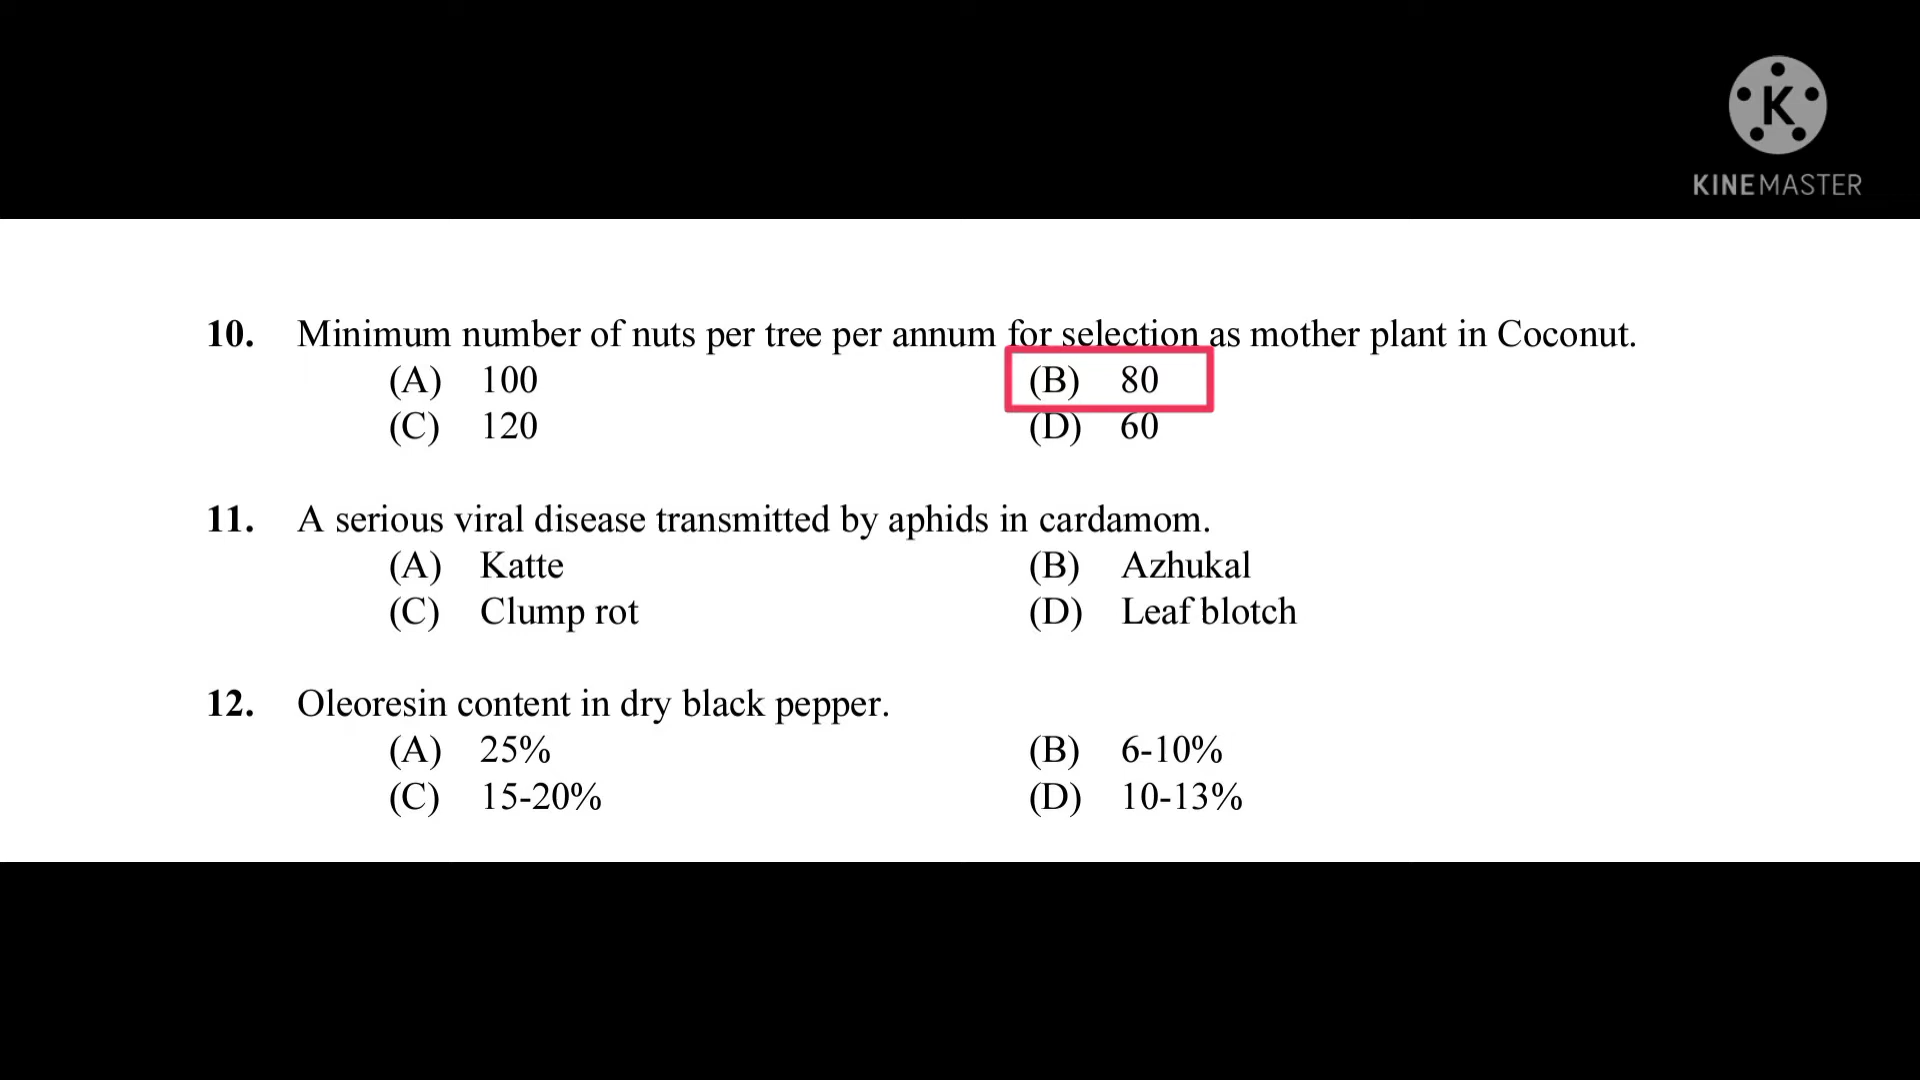 K
KINEMASTER
10. Minimum number of nuts per tree per annum for selection as mother plant in Coconut.
(A) 100 (B) 80
(C) 120 (D) 60
11. A serious viral disease transmitted by aphids in cardamom.
(A) Katte (B) Azhukal
(C) Clump rot (D) Leaf blotch
12. Oleoresin content in dry black pepper.
(A) 25% (B) 6-10%
(C) 15-20% (D) 10-13%